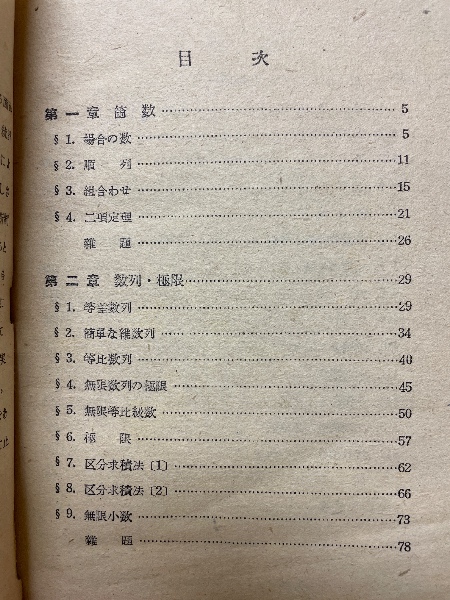 目次
第一章 箇数 5
§1. 場合の数 5
§2. 順列 11
§3. 組合わせ 15
§4. 二項定理 21
雑題 26
第二章 数列・極限 29
§1. 等差数列 29
§2. 簡単な雑数列 34
§3. 等比数列 40
§4. 無限数列の極限 45
§5. 無限等比級数 50
§6. 極限 57
§7. 区分求積法〔1〕 62
§8. 区分求積法〔2〕 66
§9. 無限小数 73
雑題 78